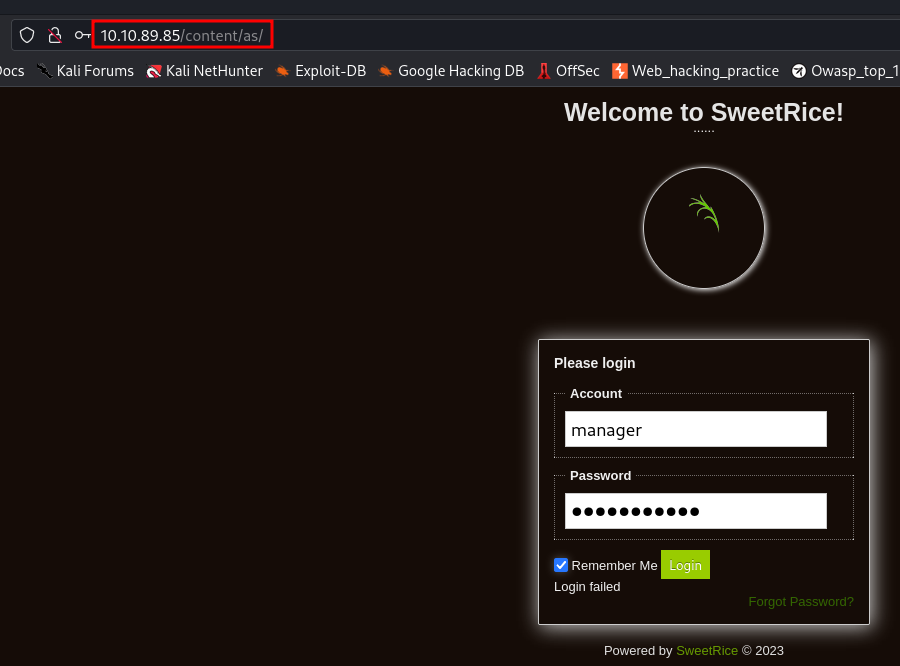 10.10.89.85/content/as/
Docs Kali Forums Kali NetHunter Exploit-DB Google Hacking DB OffSec Web_hacking_practice Owasp_top_1
Welcome to SweetRice!
......
Please login
Account
manager
Password
●●●●●●●●●●●
Remember Me Login
Login failed
Forgot Password?
Powered by SweetRice © 2023